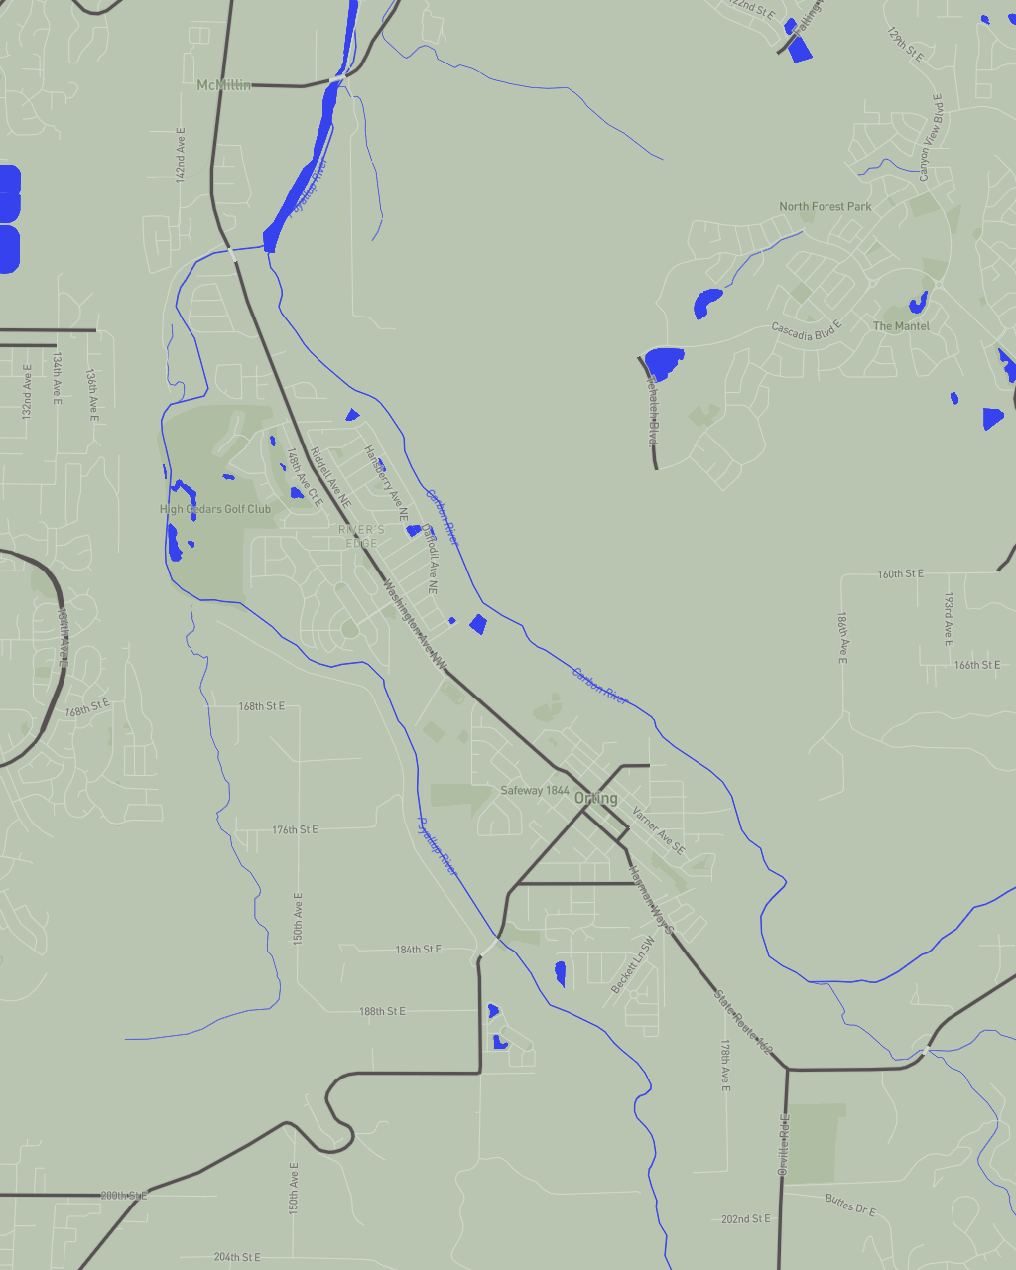 122nd St E
Falling
129th St E
McMillin
Canyon View Blvd E
142nd Ave E
Puyallup River
North Forest Park
Cascadia Blvd E
The Mantel
132nd Ave E
134th Ave E
136th Ave E
Tehaleh Blvd
148th Ave Ct E
Riddell Ave NE
Hansberry Ave NE
Carbon River
High Cedars Golf Club
RIVER'S
EDGE
Daffodil Ave NE
Washington Ave NW
160th St E
193rd Ave E
186th Ave E
166th St E
Carbon River
168th St E
168th St E
Safeway 1844
Orting
Varner Ave SE
176th St E
Puyallup River
Harman Way S
150th Ave E
184th St E
Beckett Ln SW
188th St E
State Route 162
178th Ave E
Orville Rd E
200th St E
150th Ave E
Buttes Dr E
202nd St E
204th St E